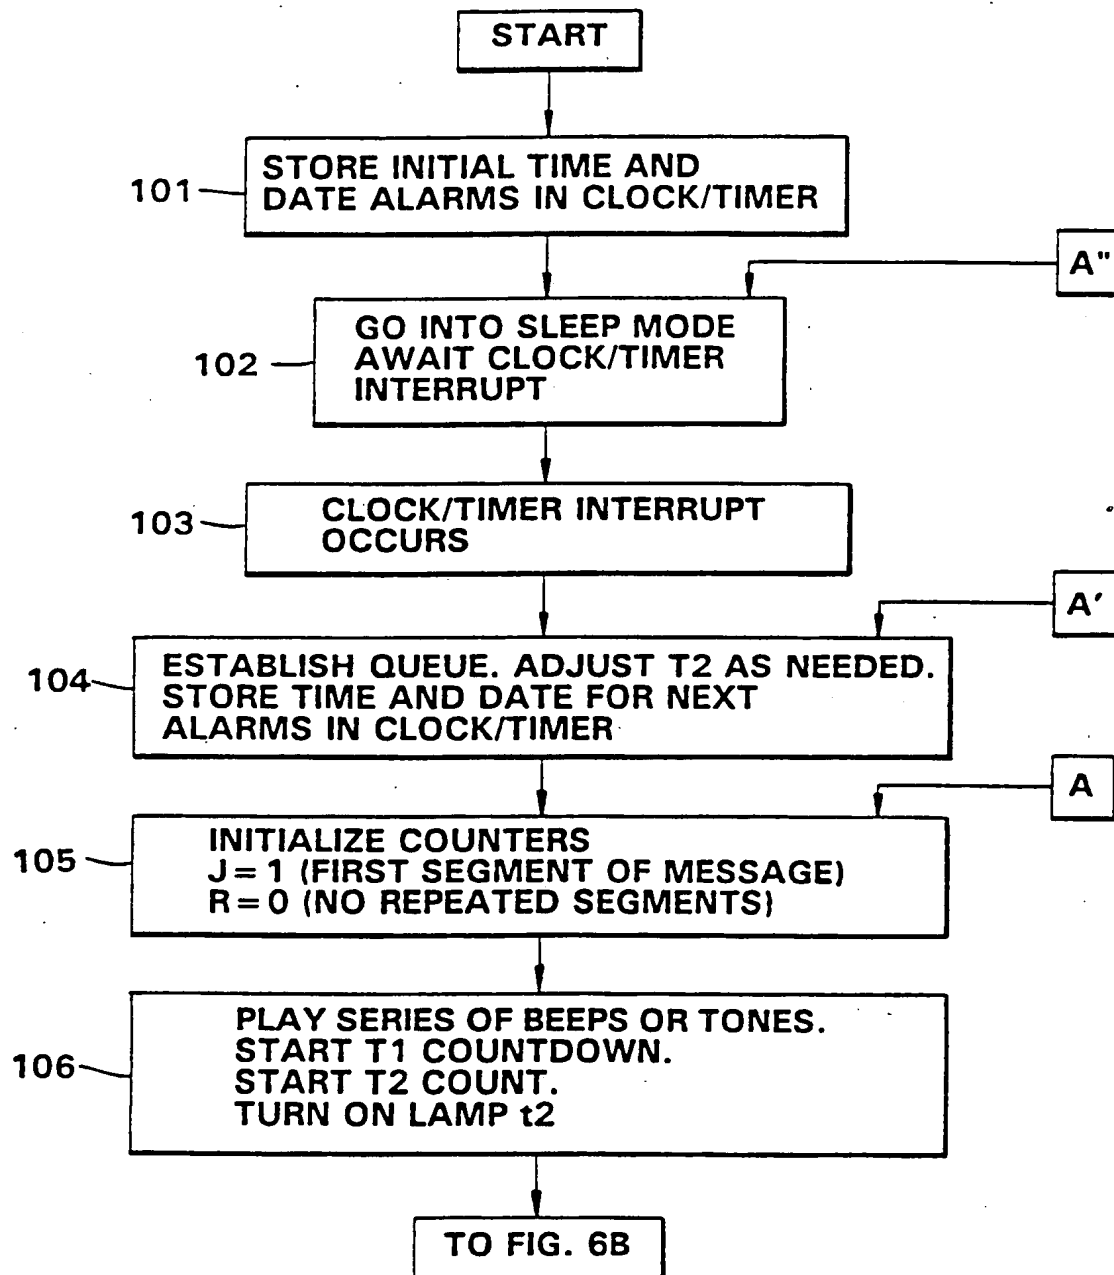 START
101
STORE INITIAL TIME AND
DATE ALARMS IN CLOCK/TIMER
A"
102
GO INTO SLEEP MODE
AWAIT CLOCK/TIMER
INTERRUPT
103
CLOCK/TIMER INTERRUPT
OCCURS
A'
104
ESTABLISH QUEUE. ADJUST T2 AS NEEDED.
STORE TIME AND DATE FOR NEXT
ALARMS IN CLOCK/TIMER
A
105
INITIALIZE COUNTERS
J=1 (FIRST SEGMENT OF MESSAGE)
R=0 (NO REPEATED SEGMENTS)
106
PLAY SERIES OF BEEPS OR TONES.
START T1 COUNTDOWN.
START T2 COUNT.
TURN ON LAMP t2
TO FIG. 6B